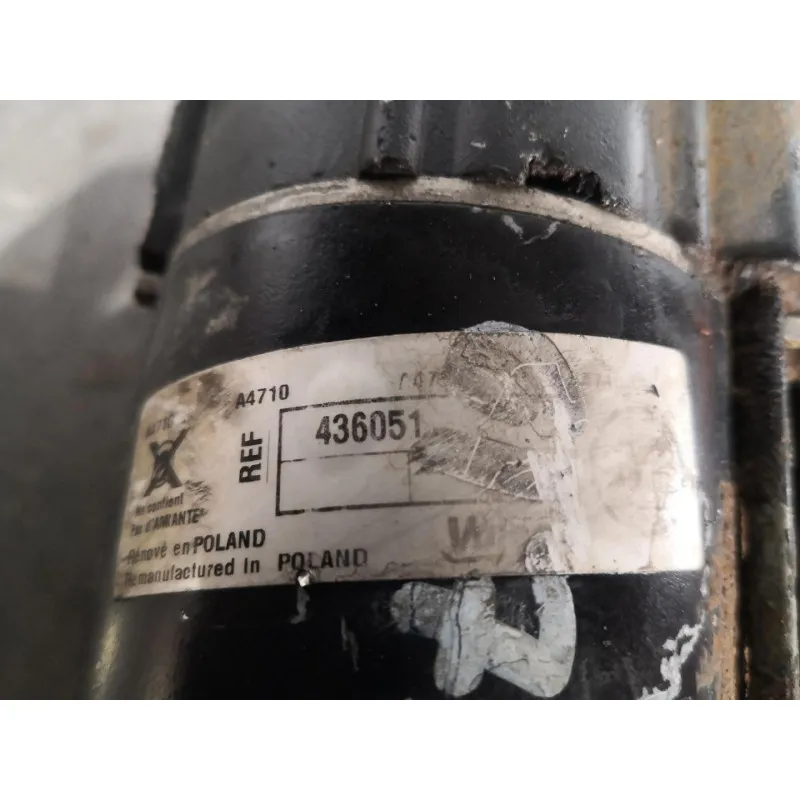 A4710
REF
436051
Ne contient
Pas d'AMIANTE
Rénové en POLAND
Remanufactured in POLAND